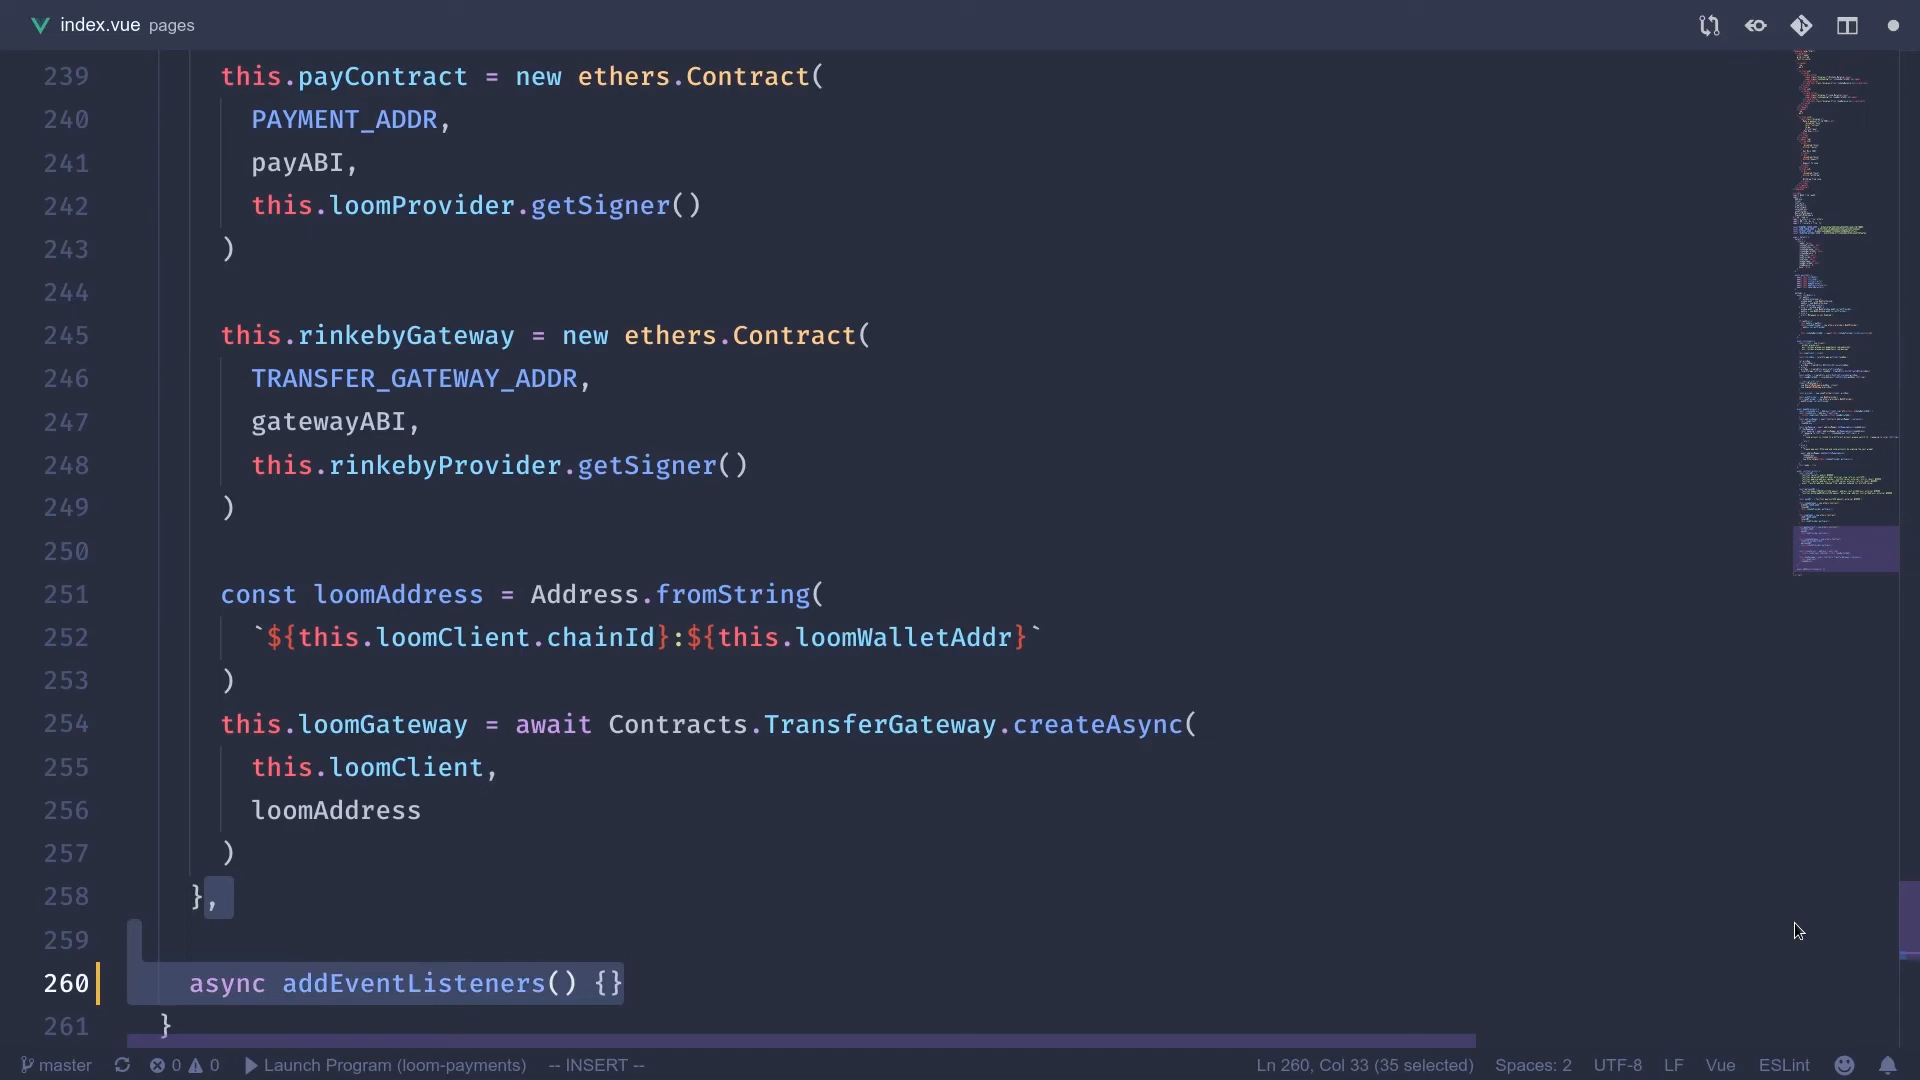 index.vue pages
239 this.payContract = new ethers.Contract(
240 PAYMENT_ADDR,
241 payABI,
242 this.loomProvider.getSigner()
243 )
244
245 this.rinkebyGateway = new ethers.Contract(
246 TRANSFER_GATEWAY_ADDR,
247 gatewayABI,
248 this.rinkebyProvider.getSigner()
249 )
250
251 const loomAddress = Address.fromString(
252 `${this.loomClient.chainId}:${this.loomWalletAddr}`
253 )
254 this.loomGateway = await Contracts.TransferGateway.createAsync(
255 this.loomClient,
256 loomAddress
257 )
258 },
259
260 async addEventListeners() {}
261 }
master 0 0 Launch Program (loom-payments) -- INSERT -- Ln 260, Col 33 (35 selected) Spaces: 2 UTF-8 LF Vue ESLint